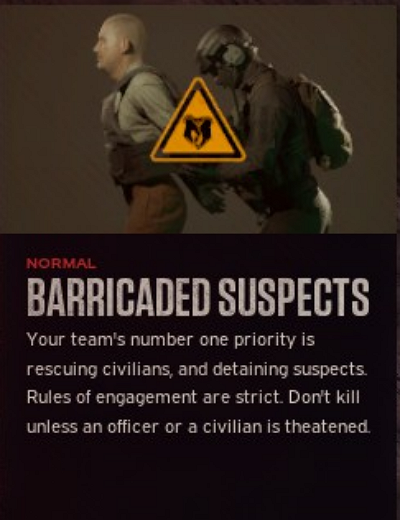 NORMAL
BARRICADED SUSPECTS
Your team's number one priority is
rescuing civilians, and detaining suspects.
Rules of engagement are strict. Don't kill
unless an officer or a civilian is theatened.